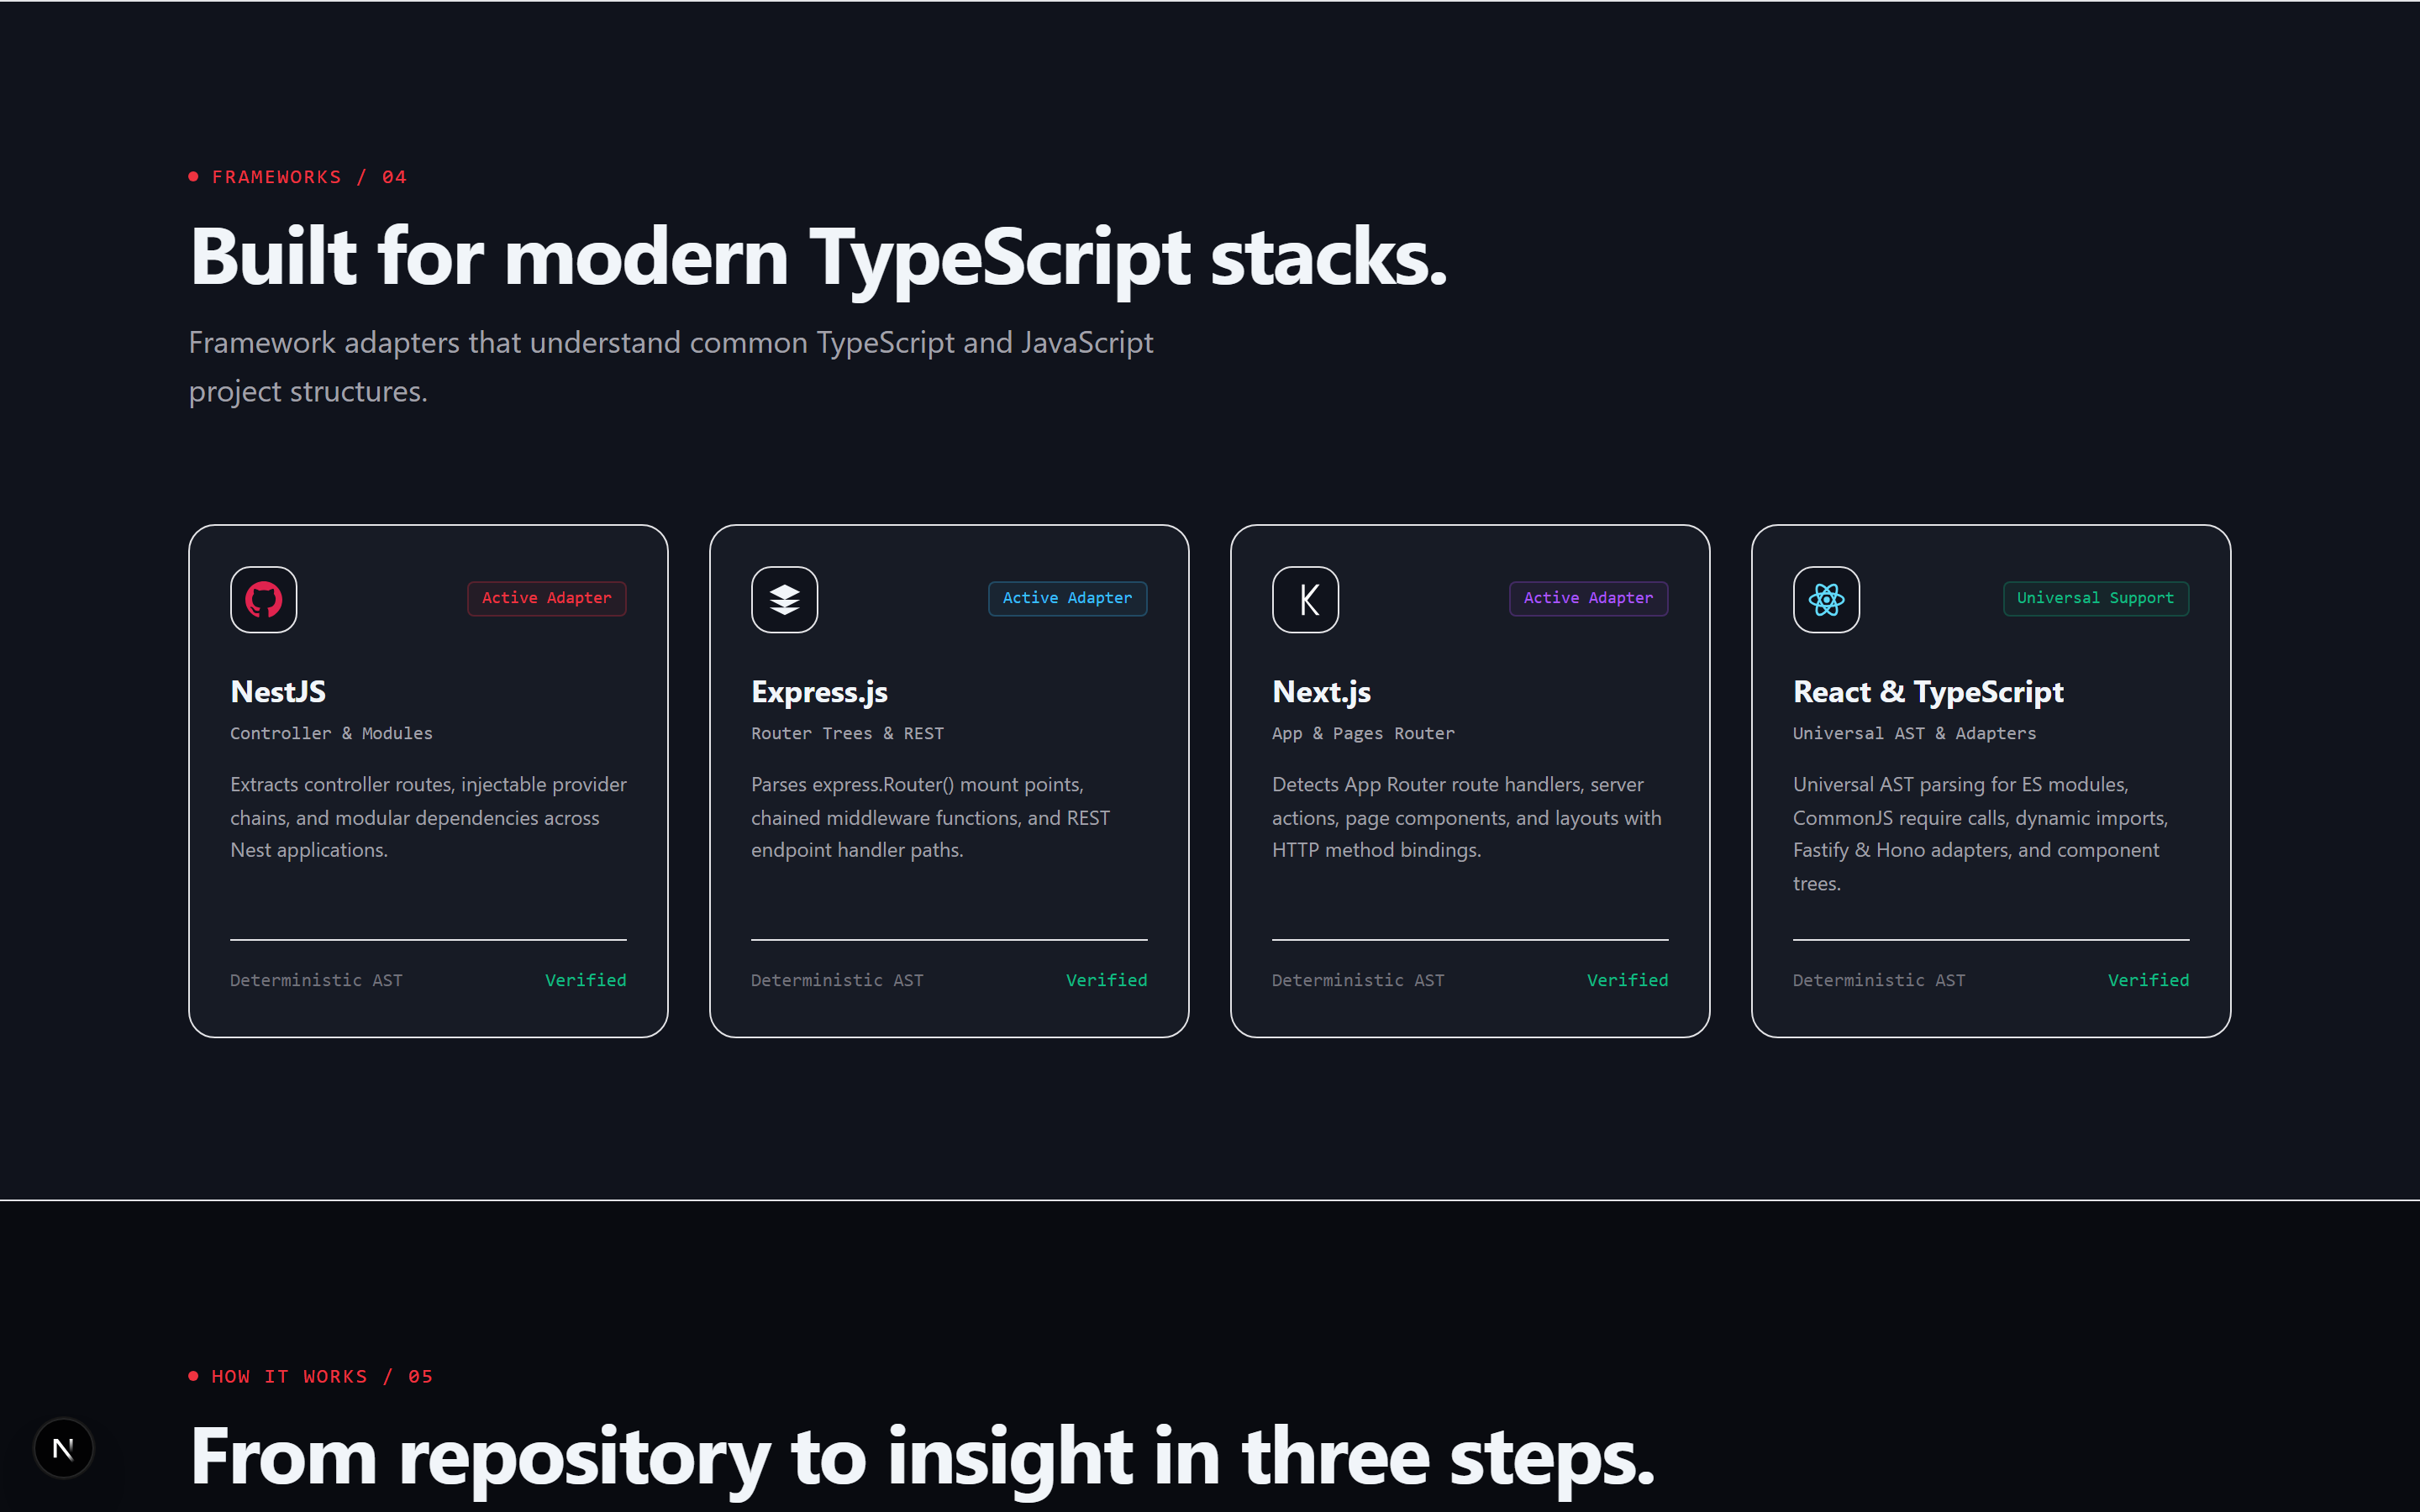 FRAMEWORKS / 04
Built for modern TypeScript stacks.
Framework adapters that understand common TypeScript and JavaScript
project structures.
Active Adapter
NestJS
Controller & Modules
Extracts controller routes, injectable provider
chains, and modular dependencies across
Nest applications.
Deterministic AST
Verified
Active Adapter
Express.js
Router Trees & REST
Parses express.Router() mount points,
chained middleware functions, and REST
endpoint handler paths.
Deterministic AST
Verified
K
Active Adapter
Next.js
App & Pages Router
Detects App Router route handlers, server
actions, page components, and layouts with
HTTP method bindings.
Deterministic AST
Verified
Universal Support
React & TypeScript
Universal AST & Adapters
Universal AST parsing for ES modules,
CommonJS require calls, dynamic imports,
Fastify & Hono adapters, and component
trees.
Deterministic AST
Verified
HOW IT WORKS / 05
From repository to insight in three steps.
N